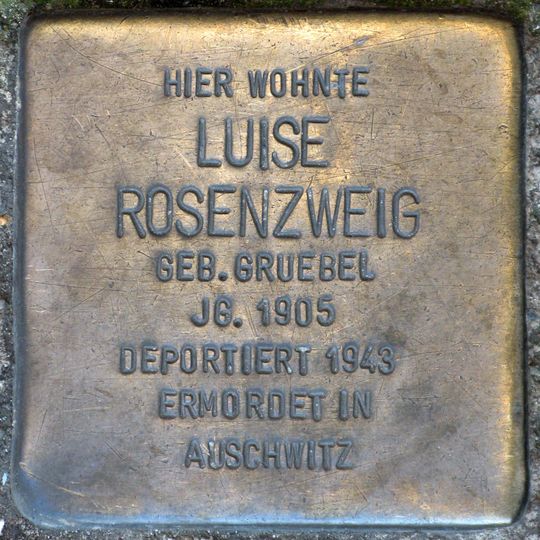 HIER WOHNTE
LUISE
ROSENZWEIG
GEB. GRUEBEL
JG. 1905
DEPORTIERT 1943
ERMORDET IN
AUSCHWITZ